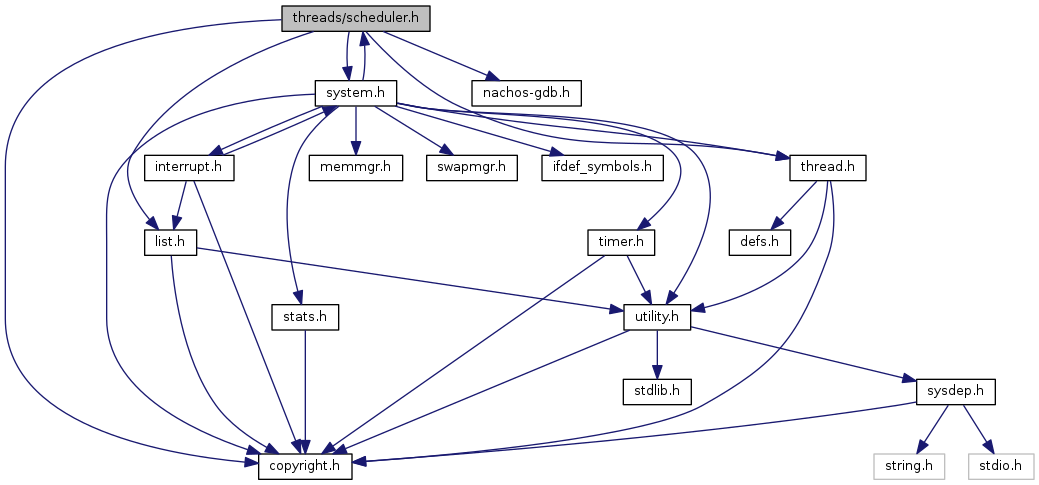 threads/scheduler.h
system.h
nachos-gdb.h
interrupt.h
memmgr.h
swapmgr.h
ifdef_symbols.h
thread.h
list.h
timer.h
defs.h
stats.h
utility.h
stdlib.h
sysdep.h
copyright.h
string.h
stdio.h